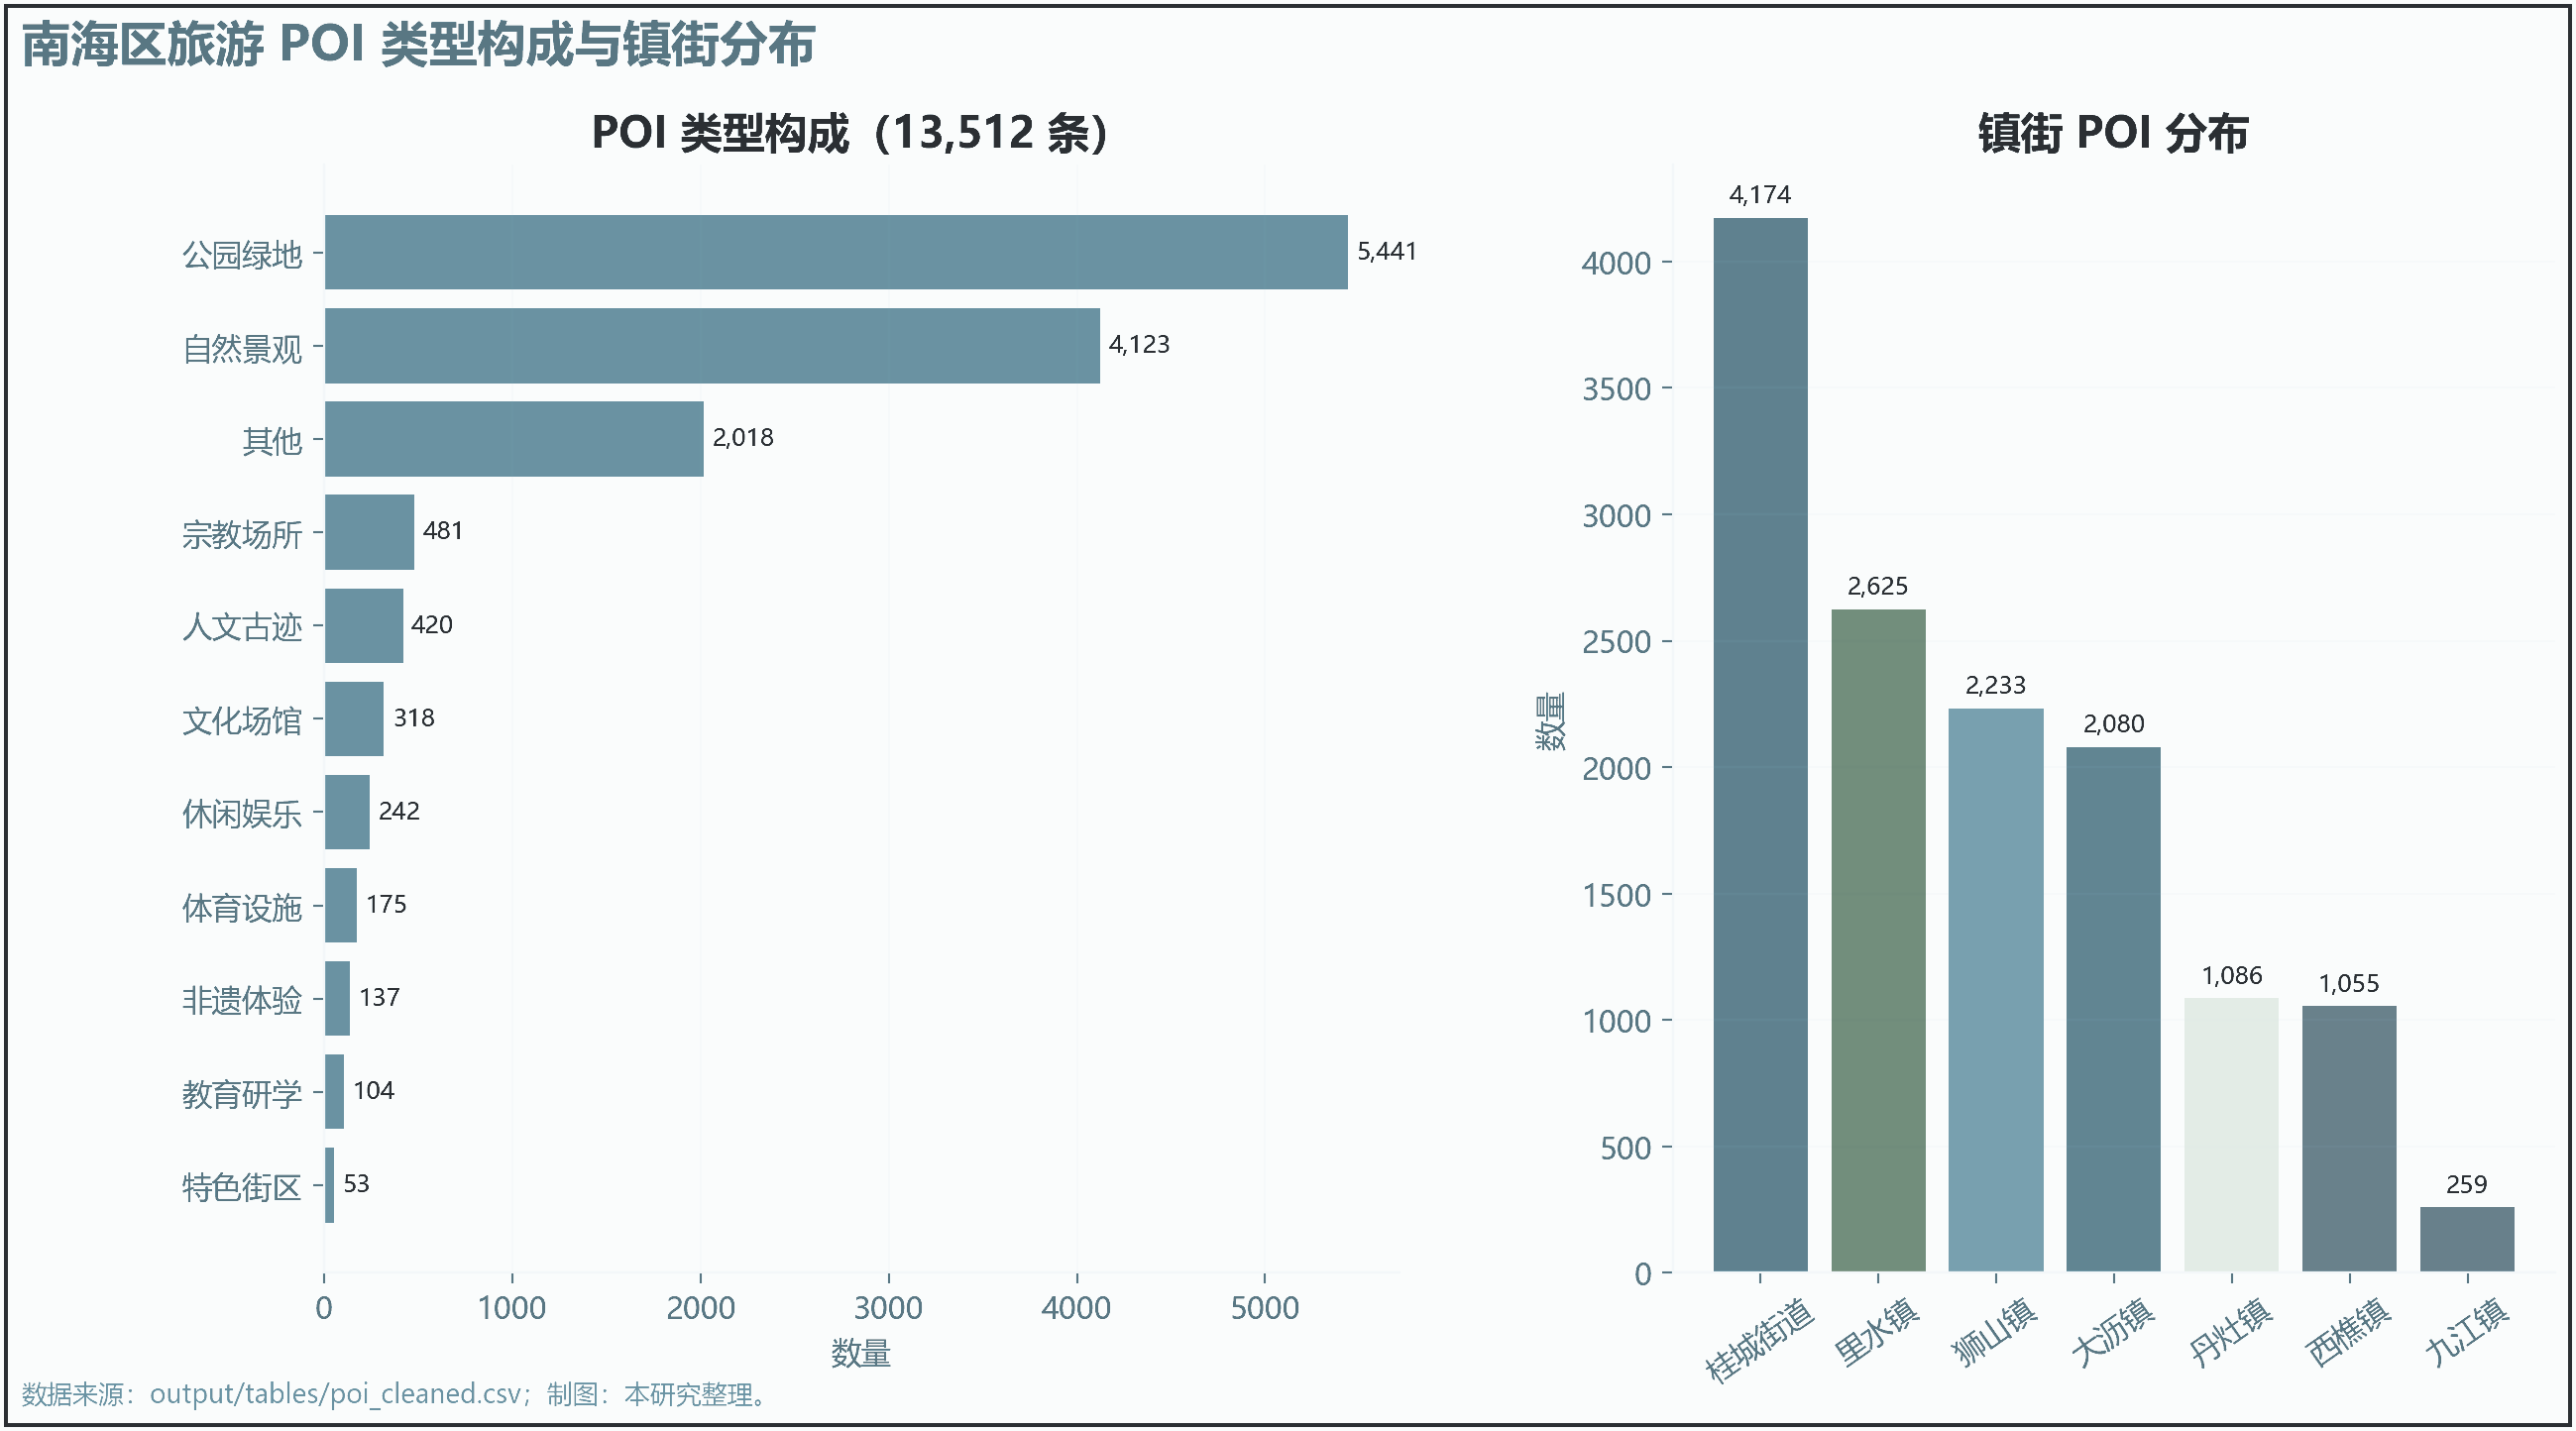 南海区旅游 POI 类型构成与镇街分布
POI 类型构成（13,512 条）
公园绿地
5,441
自然景观
4,123
其他
2,018
宗教场所
481
人文古迹
420
文化场馆
318
休闲娱乐
242
体育设施
175
非遗体验
137
教育研学
104
特色街区
53
0 1000 2000 3000 4000 5000
数量
镇街 POI 分布
数量
4000
3500
3000
2500
2000
1500
1000
500
0
4,174
2,625
2,233
2,080
1,086
1,055
259
桂城街道 里水镇 狮山镇 大沥镇 丹灶镇 西樵镇 九江镇
数据来源：output/tables/poi_cleaned.csv；制图：本研究整理。